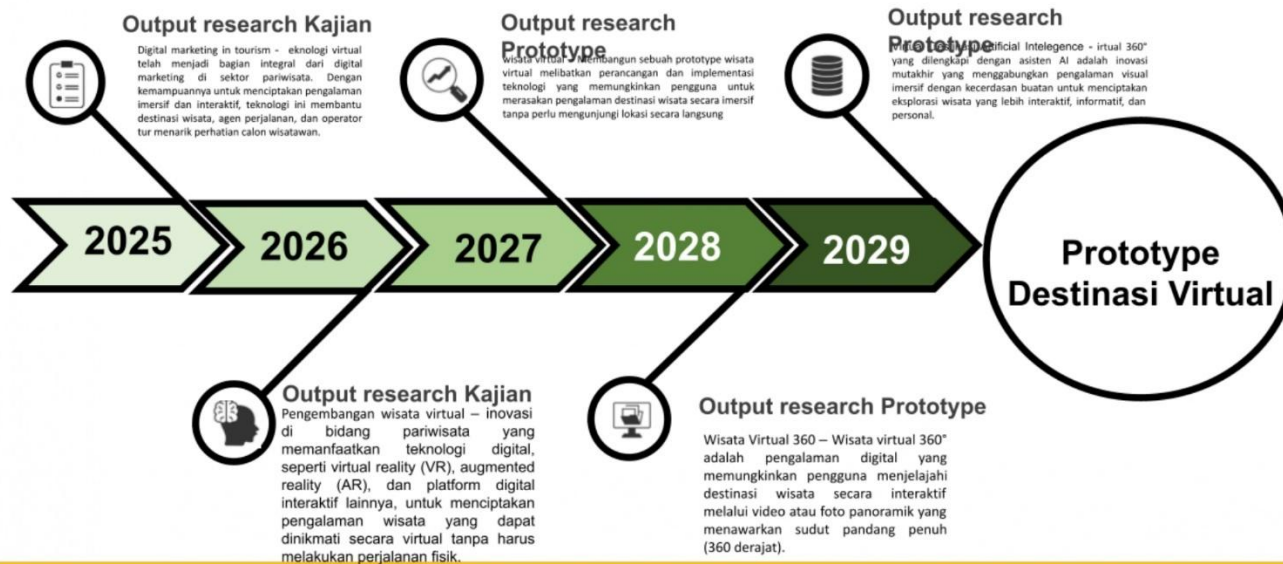 Output research Kajian
Digital marketing in tourism - eknologi virtual
telah menjadi bagian integral dari digital
marketing di sektor pariwisata. Dengan
kemampuannya untuk menciptakan pengalaman
imersif dan interaktif, teknologi ini membantu
destinasi wisata, agen perjalanan, dan operator
tur menarik perhatian calon wisatawan.
Output research
Prototype
wisata virtual – Membangun sebuah prototype wisata
virtual melibatkan perancangan dan implementasi
teknologi yang memungkinkan pengguna untuk
merasakan pengalaman destinasi wisata secara imersif
tanpa perlu mengunjungi lokasi secara langsung
Output research
Prototype
Artificial Intelegence - irtual 360°
yang dilengkapi dengan asisten AI adalah inovasi
mutakhir yang menggabungkan pengalaman visual
imersif dengan kecerdasan buatan untuk menciptakan
eksplorasi wisata yang lebih interaktif, informatif, dan
personal.
2025
2026
2027
2028
2029
Prototype
Destinasi Virtual
Output research Kajian
Pengembangan wisata virtual – inovasi
di bidang pariwisata yang
memanfaatkan teknologi digital,
seperti virtual reality (VR), augmented
reality (AR), dan platform digital
interaktif lainnya, untuk menciptakan
pengalaman wisata yang dapat
dinikmati secara virtual tanpa harus
melakukan perjalanan fisik.
Output research Prototype
Wisata Virtual 360 – Wisata virtual 360°
adalah pengalaman digital yang
memungkinkan pengguna menjelajahi
destinasi wisata secara interaktif
melalui video atau foto panoramik yang
menawarkan sudut pandang penuh
(360 derajat).